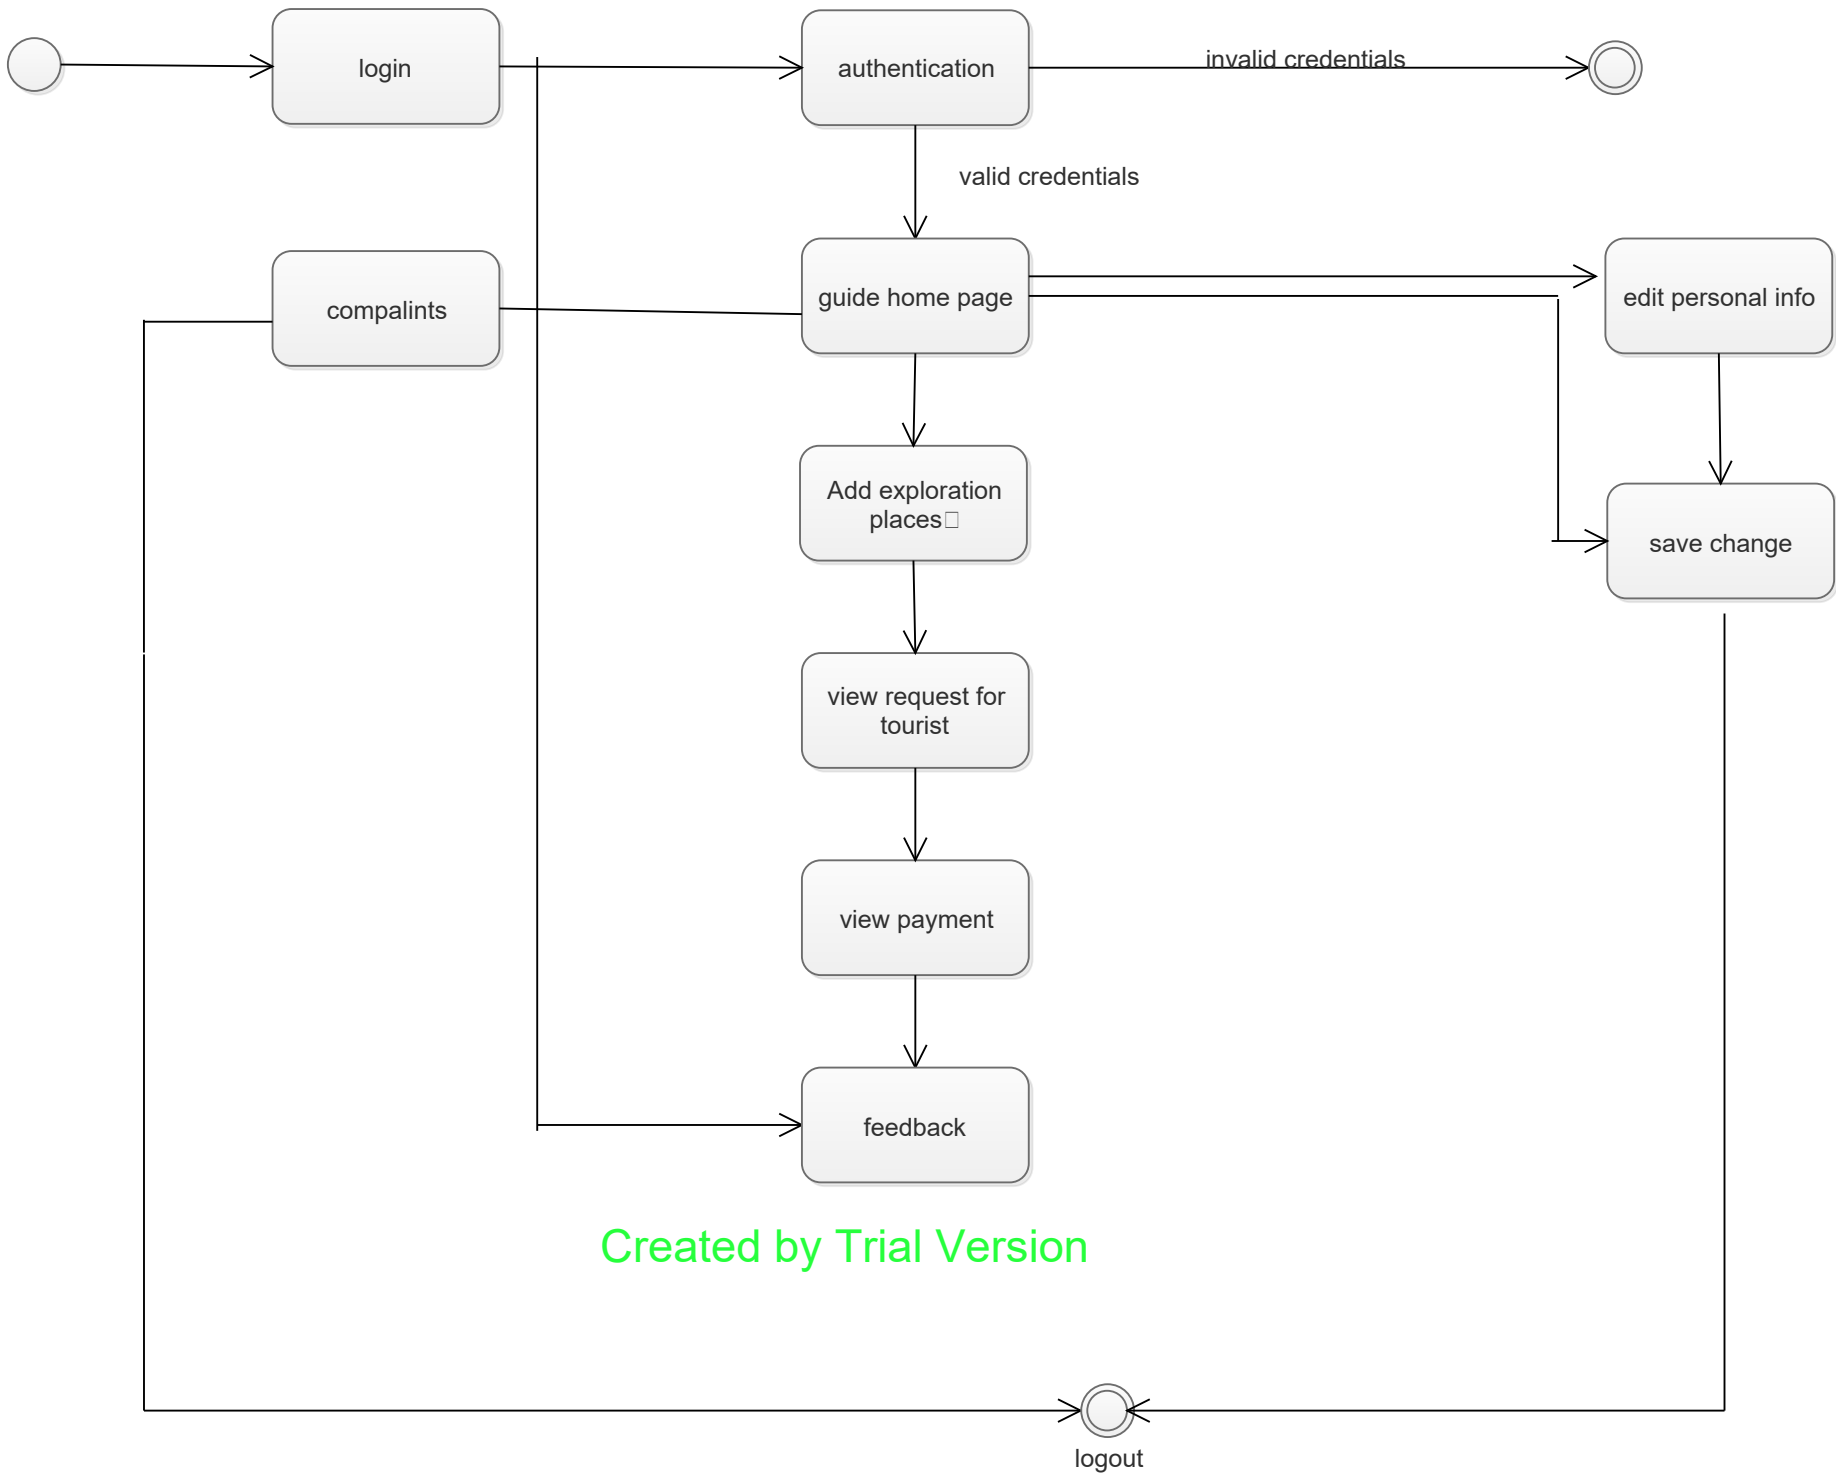 login
authentication
invalid credentials
valid credentials
compalints
guide home page
edit personal info
Add exploration
places
save change
view request for
tourist
view payment
feedback
Created by Trial Version
logout